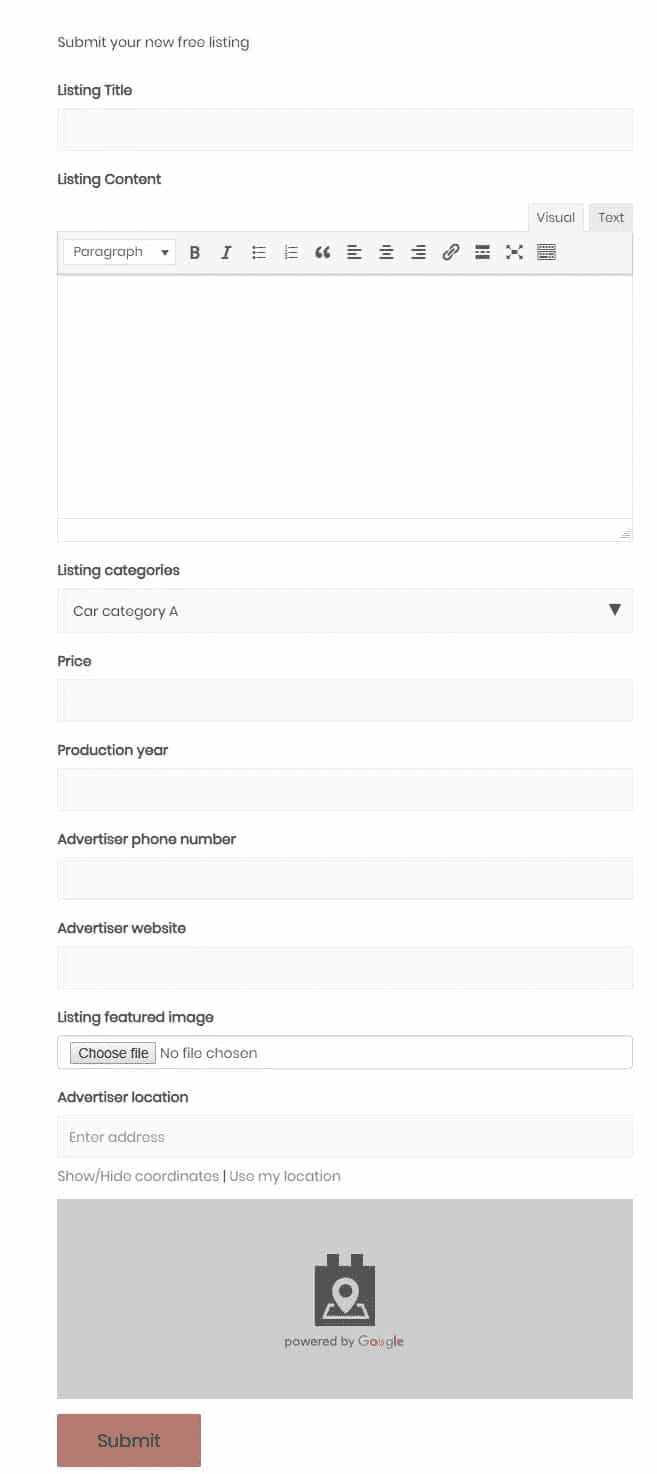 Submit your new free listing
Listing Title
Listing Content
Visual Text
Paragraph B I
Listing categories
Car category A
Price
Production year
Advertiser phone number
Advertiser website
Listing featured image
Choose file No file chosen
Advertiser location
Enter address
Show/Hide coordinates | Use my location
powered by Google
Submit